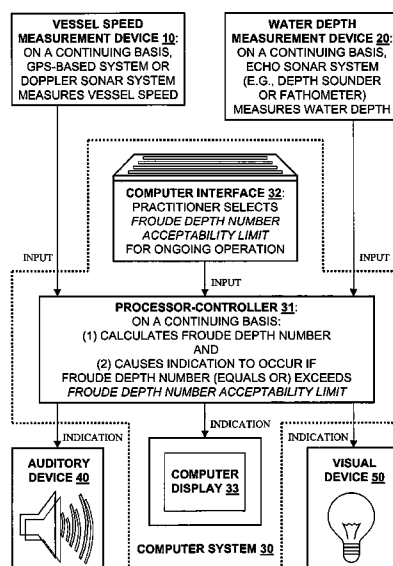 VESSEL SPEED
MEASUREMENT DEVICE 10:
ON A CONTINUING BASIS,
GPS-BASED SYSTEM OR
DOPPLER SONAR SYSTEM
MEASURES VESSEL SPEED
WATER DEPTH
MEASUREMENT DEVICE 20:
ON A CONTINUING BASIS,
ECHO SONAR SYSTEM
(E.G., DEPTH SOUNDER
OR FATHOMETER)
MEASURES WATER DEPTH
COMPUTER INTERFACE 32:
PRACTITIONER SELECTS
FROUDE DEPTH NUMBER
ACCEPTABILITY LIMIT
FOR ONGOING OPERATION
INPUT
INPUT
INPUT
PROCESSOR-CONTROLLER 31:
ON A CONTINUING BASIS:
(1) CALCULATES FROUDE DEPTH NUMBER
AND
(2) CAUSES INDICATION TO OCCUR IF
FROUDE DEPTH NUMBER (EQUALS OR) EXCEEDS
FROUDE DEPTH NUMBER ACCEPTABILITY LIMIT
INDICATION
INDICATION
INDICATION
AUDITORY
DEVICE 40
COMPUTER
DISPLAY 33
VISUAL
DEVICE 50
COMPUTER SYSTEM 30